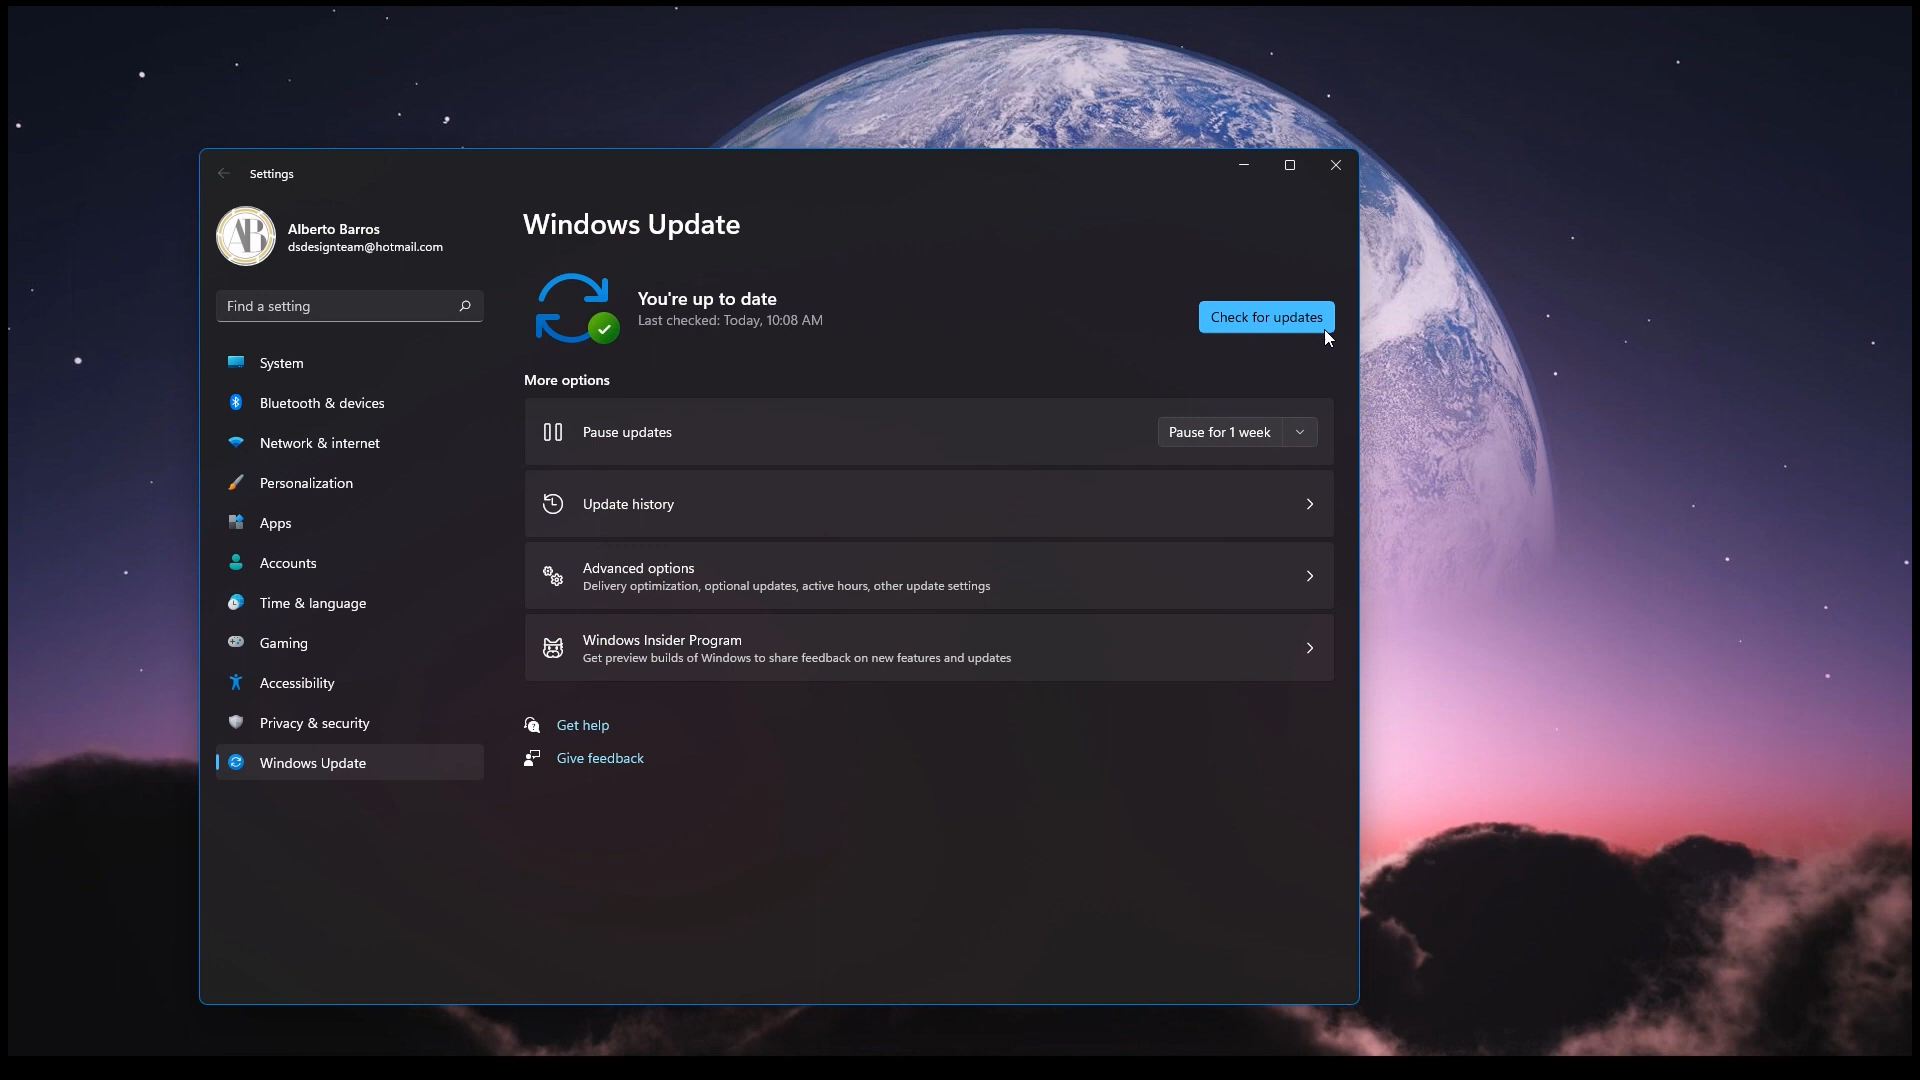 Settings
AB
Alberto Barros
dsdesignteam@hotmail.com
Find a setting
System
Bluetooth & devices
Network & internet
Personalization
Apps
Accounts
Time & language
Gaming
Accessibility
Privacy & security
Windows Update
Windows Update
You're up to date
Last checked: Today, 10:08 AM
Check for updates
More options
Pause updates
Pause for 1 week
Update history
Advanced options
Delivery optimization, optional updates, active hours, other update settings
Windows Insider Program
Get preview builds of Windows to share feedback on new features and updates
Get help
Give feedback